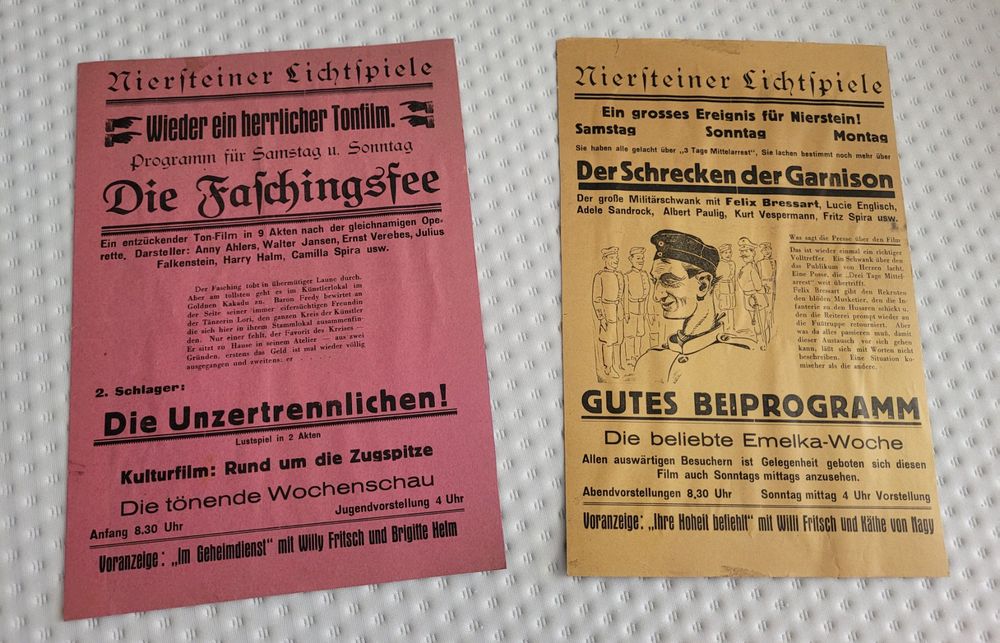 Niersteiner Lichtspiele
Wieder ein herrlicher Tonfilm.
Programm für Samstag u. Sonntag
Die Faschingsfee
Ein entzückender Ton-Film in 9 Akten nach der gleichnamigen Ope-
rette. Darsteller: Anny Ahlers, Walter Jansen, Ernst Verebes, Julius
Falkenstein, Harry Halm, Camilla Spira usw.
Der Fasching tobt in übermütiger Laune durch.
Aber am tollsten geht es im Künstlerlokal im
Goldnen Kakadu zu. Baron Feedy bewirtet an
der Seite seiner immer eifersüchtigen Freundin
der Tänzerin Lori, den ganzen Kreis der Künstler
die sich hier in ihrem Stammlokal zusammenfin-
den. Nur einer fehlt, der Favorit des Kreises —
Er sitzt zu Hause in seinem Atelier — aus zwei
Gründen, erstens das Geld ist mal wieder völlig
ausgegangen und zweitens: er . . .
2. Schlager:
Die Unzertrennlichen!
Lustspiel in 2 Akten
Kulturfilm: Rund um die Zugspitze
Die tönende Wochenschau
Anfang 8.30 Uhr Jugendvorstellung 4 Uhr
Voranzeige: „Im Geheimdienst" mit Willy Fritsch und Brigitte Helm
Niersteiner Lichtspiele
Ein grosses Ereignis für Nierstein!
Samstag Sonntag Montag
Sie haben alle gelacht über „3 Tage Mittelarrest", Sie lachen bestimmt noch mehr über
Der Schrecken der Garnison
Der große Militärschwank mit Felix Bressart, Lucie Englisch,
Adele Sandrock, Albert Paulig, Kurt Vespermann, Fritz Spira usw.
Was sagt die Presse über den Film
Das ist wieder einmal ein richtiger
Volltreffer. Ein Schwank über den
das Publikum von Herzen lacht.
Eine Posse, die „Drei Tage Mittel-
arrest" weit übertrifft.
Felix Bressart gibt den Rekruten
den blöden Musketier, den die In-
fanterie zu den Husaren schickt u.
den die Reiterei prompt wieder an
die Fußtruppe retourniert. Aber
was da alles passieren muß, damit
dieser Austausch vor sich gehen
kann, läßt sich mit Worten nicht
beschreiben. Eine Situation ko-
mischer als die andere.
GUTES BEIPROGRAMM
Die beliebte Emelka-Woche
Allen auswärtigen Besuchern ist Gelegenheit geboten sich diesen
Film auch Sonntags mittags anzusehen.
Abendvorstellungen 8,30 Uhr Sonntag mittag 4 Uhr Vorstellung
Voranzeige: „Ihre Hoheit befiehlt" mit Willi Fritsch und Käthe von Nagy